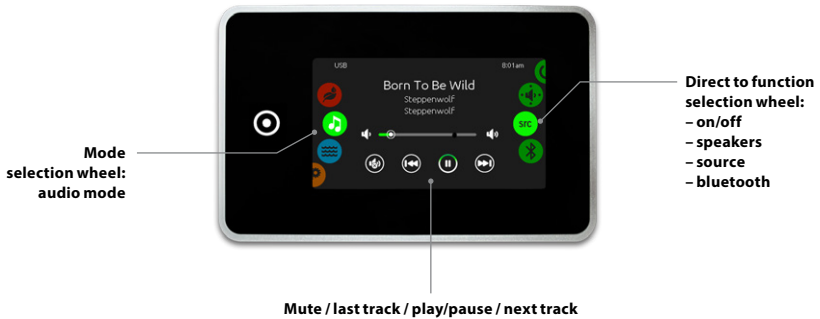 USB
8:01am
Born To Be Wild
Steppenwolf
Steppenwolf
src
Mode
selection wheel:
audio mode
Direct to function
selection wheel:
– on/off
– speakers
– source
– bluetooth
Mute / last track / play/pause / next track